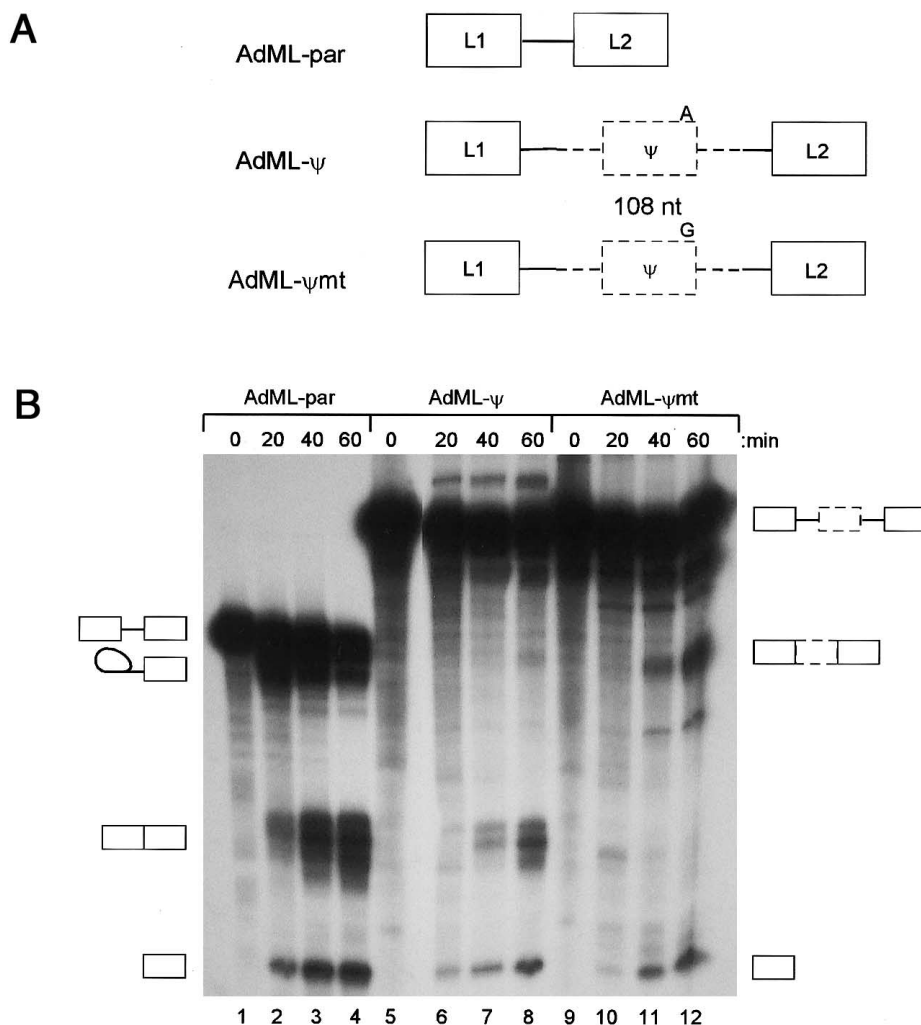 A
AdML-par L1 L2
A
AdML-ψ L1 ψ L2
108 nt
G
AdML-ψmt L1 ψ L2
B
AdML-par AdML-ψ AdML-ψmt
0 20 40 60 0 20 40 60 0 20 40 60 :min
1 2 3 4 5 6 7 8 9 10 11 12